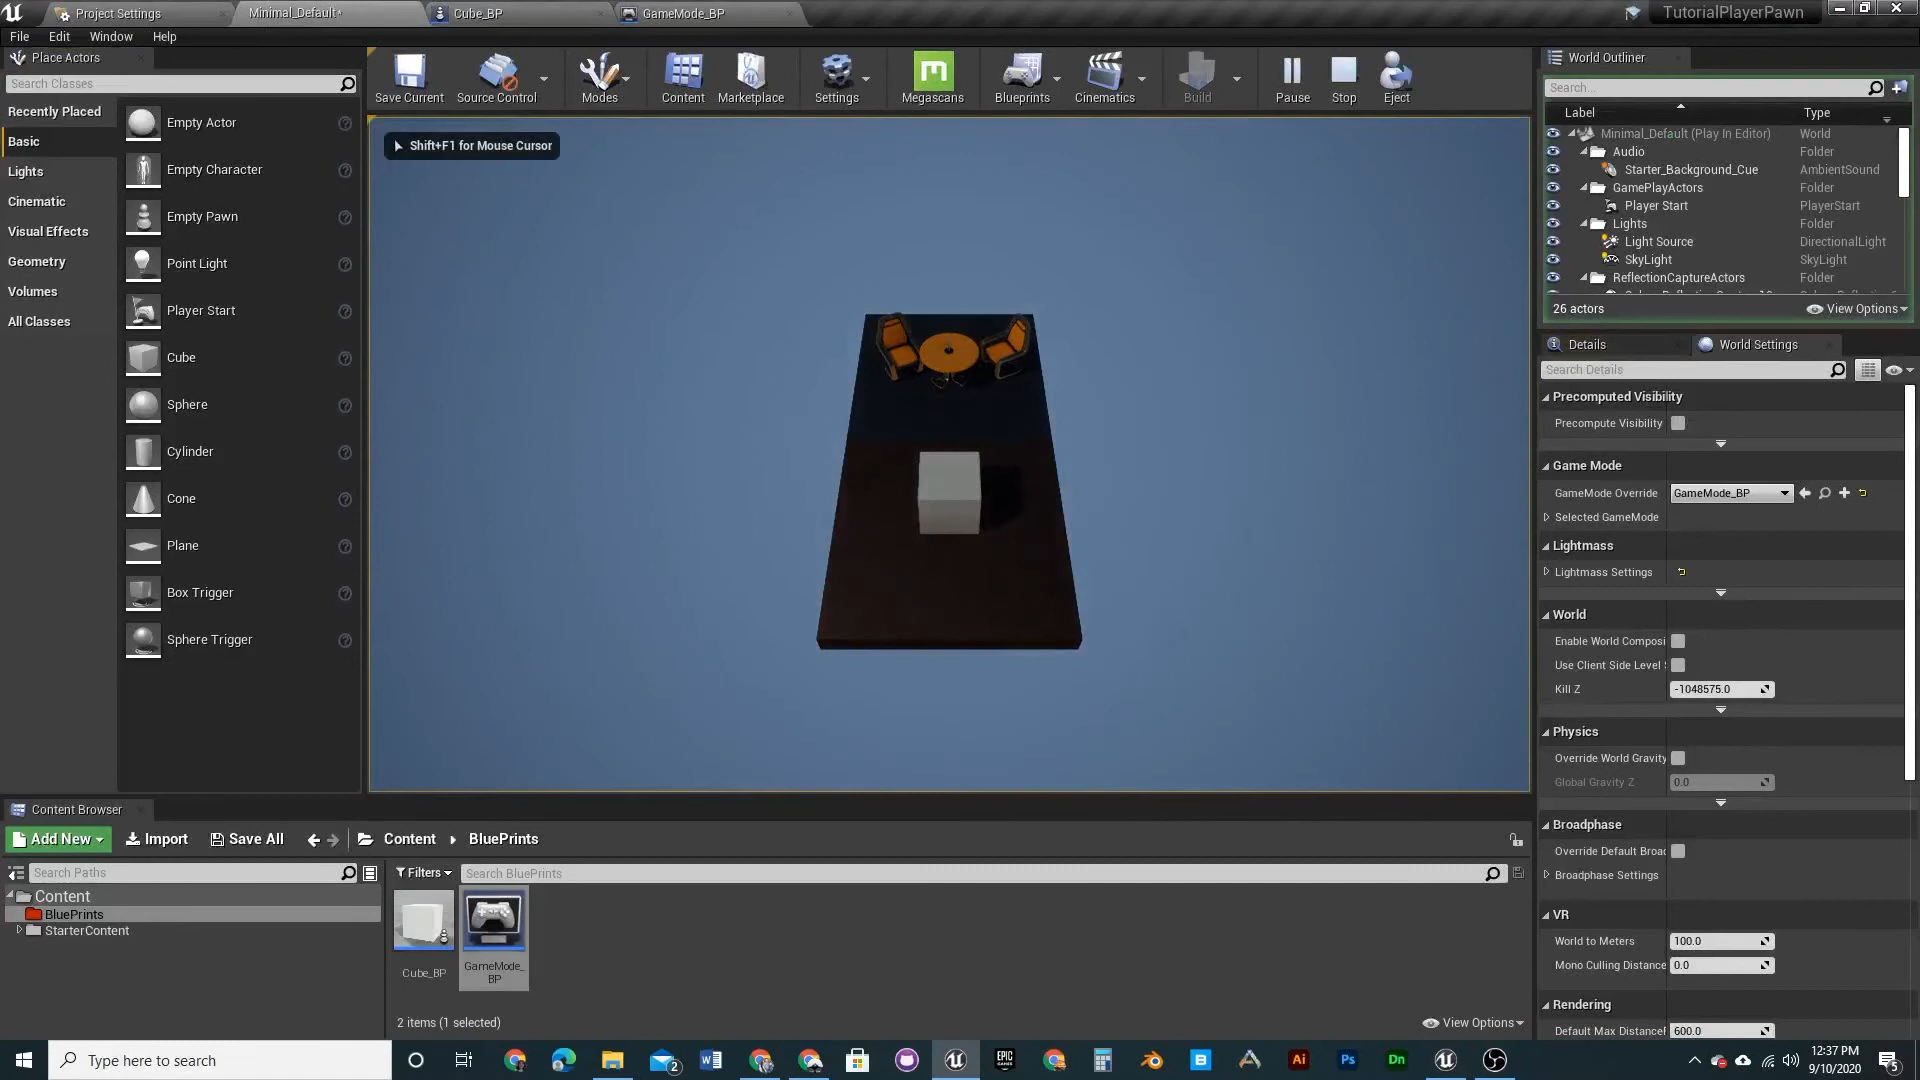 Project Settings
Minimal_Default*
Cube_BP
GameMode_BP
TutorialPlayerPawn
File Edit Window Help
Place Actors
Search Classes
Recently Placed
Basic
Lights
Cinematic
Visual Effects
Geometry
Volumes
All Classes
Empty Actor
Empty Character
Empty Pawn
Point Light
Player Start
Cube
Sphere
Cylinder
Cone
Plane
Box Trigger
Sphere Trigger
Save Current
Source Control
Modes
Content
Marketplace
Settings
Megascans
Blueprints
Cinematics
Build
Pause
Stop
Eject
Shift+F1 for Mouse Cursor
World Outliner
Search...
Label Type
Minimal_Default (Play In Editor) World
Audio Folder
Starter_Background_Cue AmbientSound
GamePlayActors Folder
Player Start PlayerStart
Lights Folder
Light Source DirectionalLight
SkyLight SkyLight
ReflectionCaptureActors Folder
26 actors
View Options
Details
World Settings
Search Details
Precomputed Visibility
Precompute Visibility
Game Mode
GameMode Override GameMode_BP
Selected GameMode
Lightmass
Lightmass Settings
World
Enable World Composi
Use Client Side Level
Kill Z -1048575.0
Physics
Override World Gravity
Global Gravity Z 0.0
Broadphase
Override Default Broad
Broadphase Settings
VR
World to Meters 100.0
Mono Culling Distance 0.0
Rendering
Default Max Distance 600.0
Content Browser
Add New
Import
Save All
Content
BluePrints
Search Paths
Filters
Search BluePrints
Content
BluePrints
StarterContent
Cube_BP
GameMode_
BP
2 items (1 selected)
View Options
Type here to search
2
EPIC
GAMES
Ai
Ps
Dn
12:37 PM
9/10/2020
5